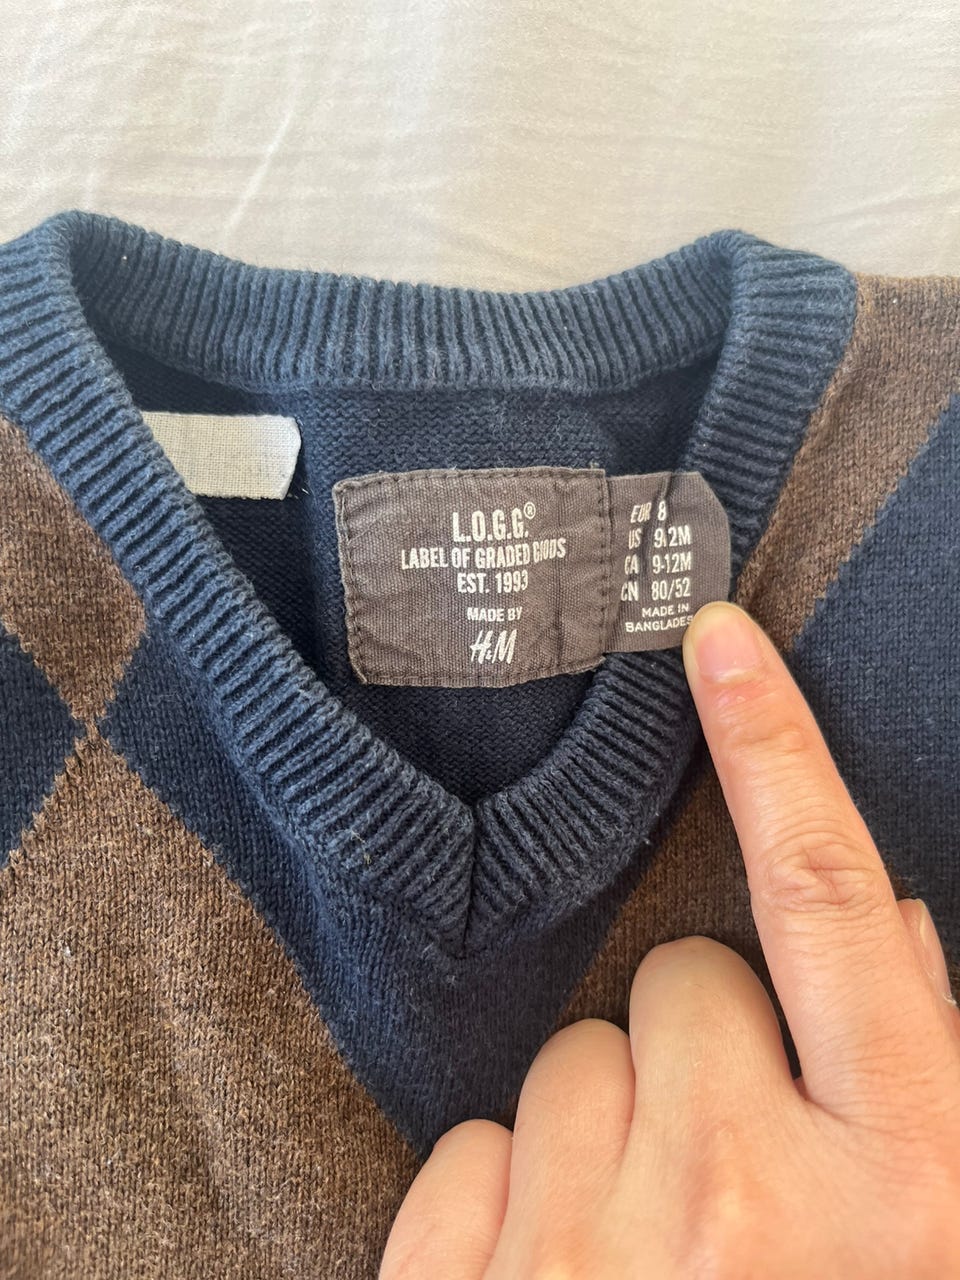 L.O.G.G.®
LABEL OF GRADED GOODS
EST. 1993
MADE BY
H&M
EUR 8
US 9.2M
CA 9-12M
CN 80/52
MADE IN
BANGLADES